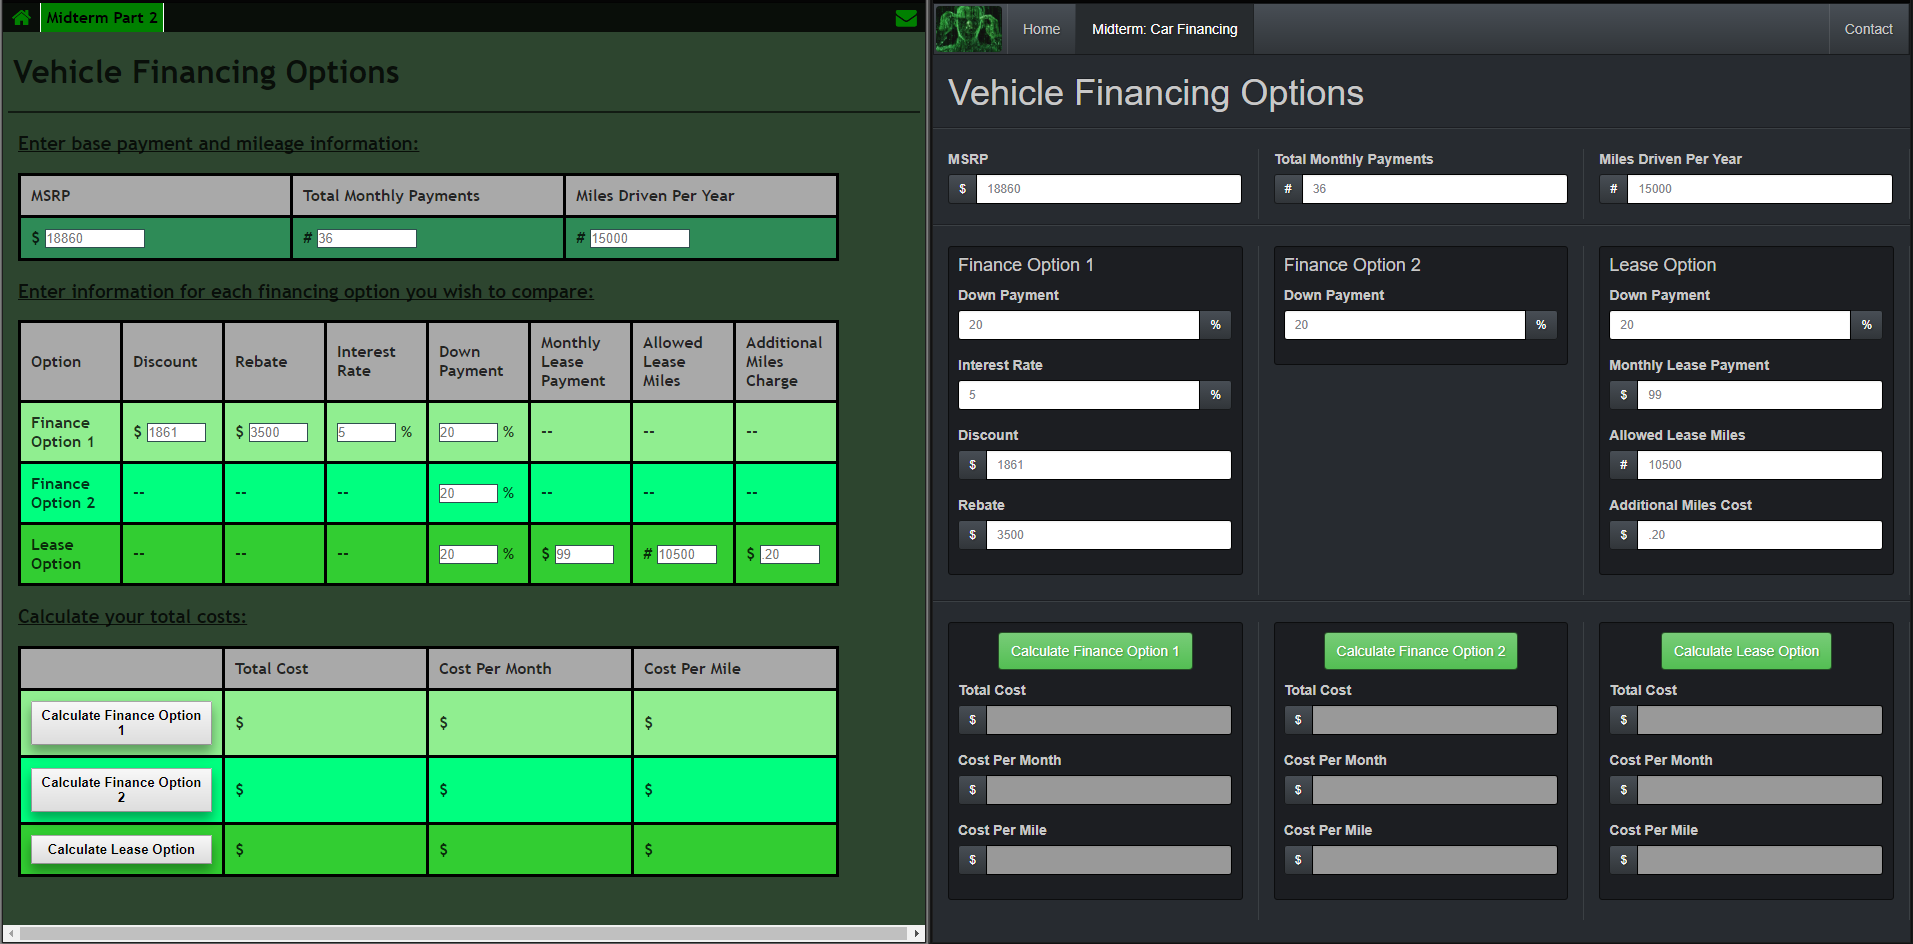 Midterm Part 2
Vehicle Financing Options
Enter base payment and mileage information:
MSRP Total Monthly Payments Miles Driven Per Year
$ 18860 # 36 # 15000
Enter information for each financing option you wish to compare:
Option Discount Rebate Interest Rate Down Payment Monthly Lease Payment Allowed Lease Miles Additional Miles Charge
Finance Option 1 $ 1861 $ 3500 5 % 20 % -- -- --
Finance Option 2 -- -- -- 20 % -- -- --
Lease Option -- -- -- 20 % $ 99 # 10500 $ .20
Calculate your total costs:
Total Cost Cost Per Month Cost Per Mile
Calculate Finance Option 1 $ $ $
Calculate Finance Option 2 $ $ $
Calculate Lease Option $ $ $
Home Midterm: Car Financing Contact
Vehicle Financing Options
MSRP Total Monthly Payments Miles Driven Per Year
$ 18860 # 36 # 15000
Finance Option 1
Down Payment
20 %
Interest Rate
5 %
Discount
$ 1861
Rebate
$ 3500
Finance Option 2
Down Payment
20 %
Lease Option
Down Payment
20 %
Monthly Lease Payment
$ 99
Allowed Lease Miles
# 10500
Additional Miles Cost
$ .20
Calculate Finance Option 1
Total Cost
$
Cost Per Month
$
Cost Per Mile
$
Calculate Finance Option 2
Total Cost
$
Cost Per Month
$
Cost Per Mile
$
Calculate Lease Option
Total Cost
$
Cost Per Month
$
Cost Per Mile
$